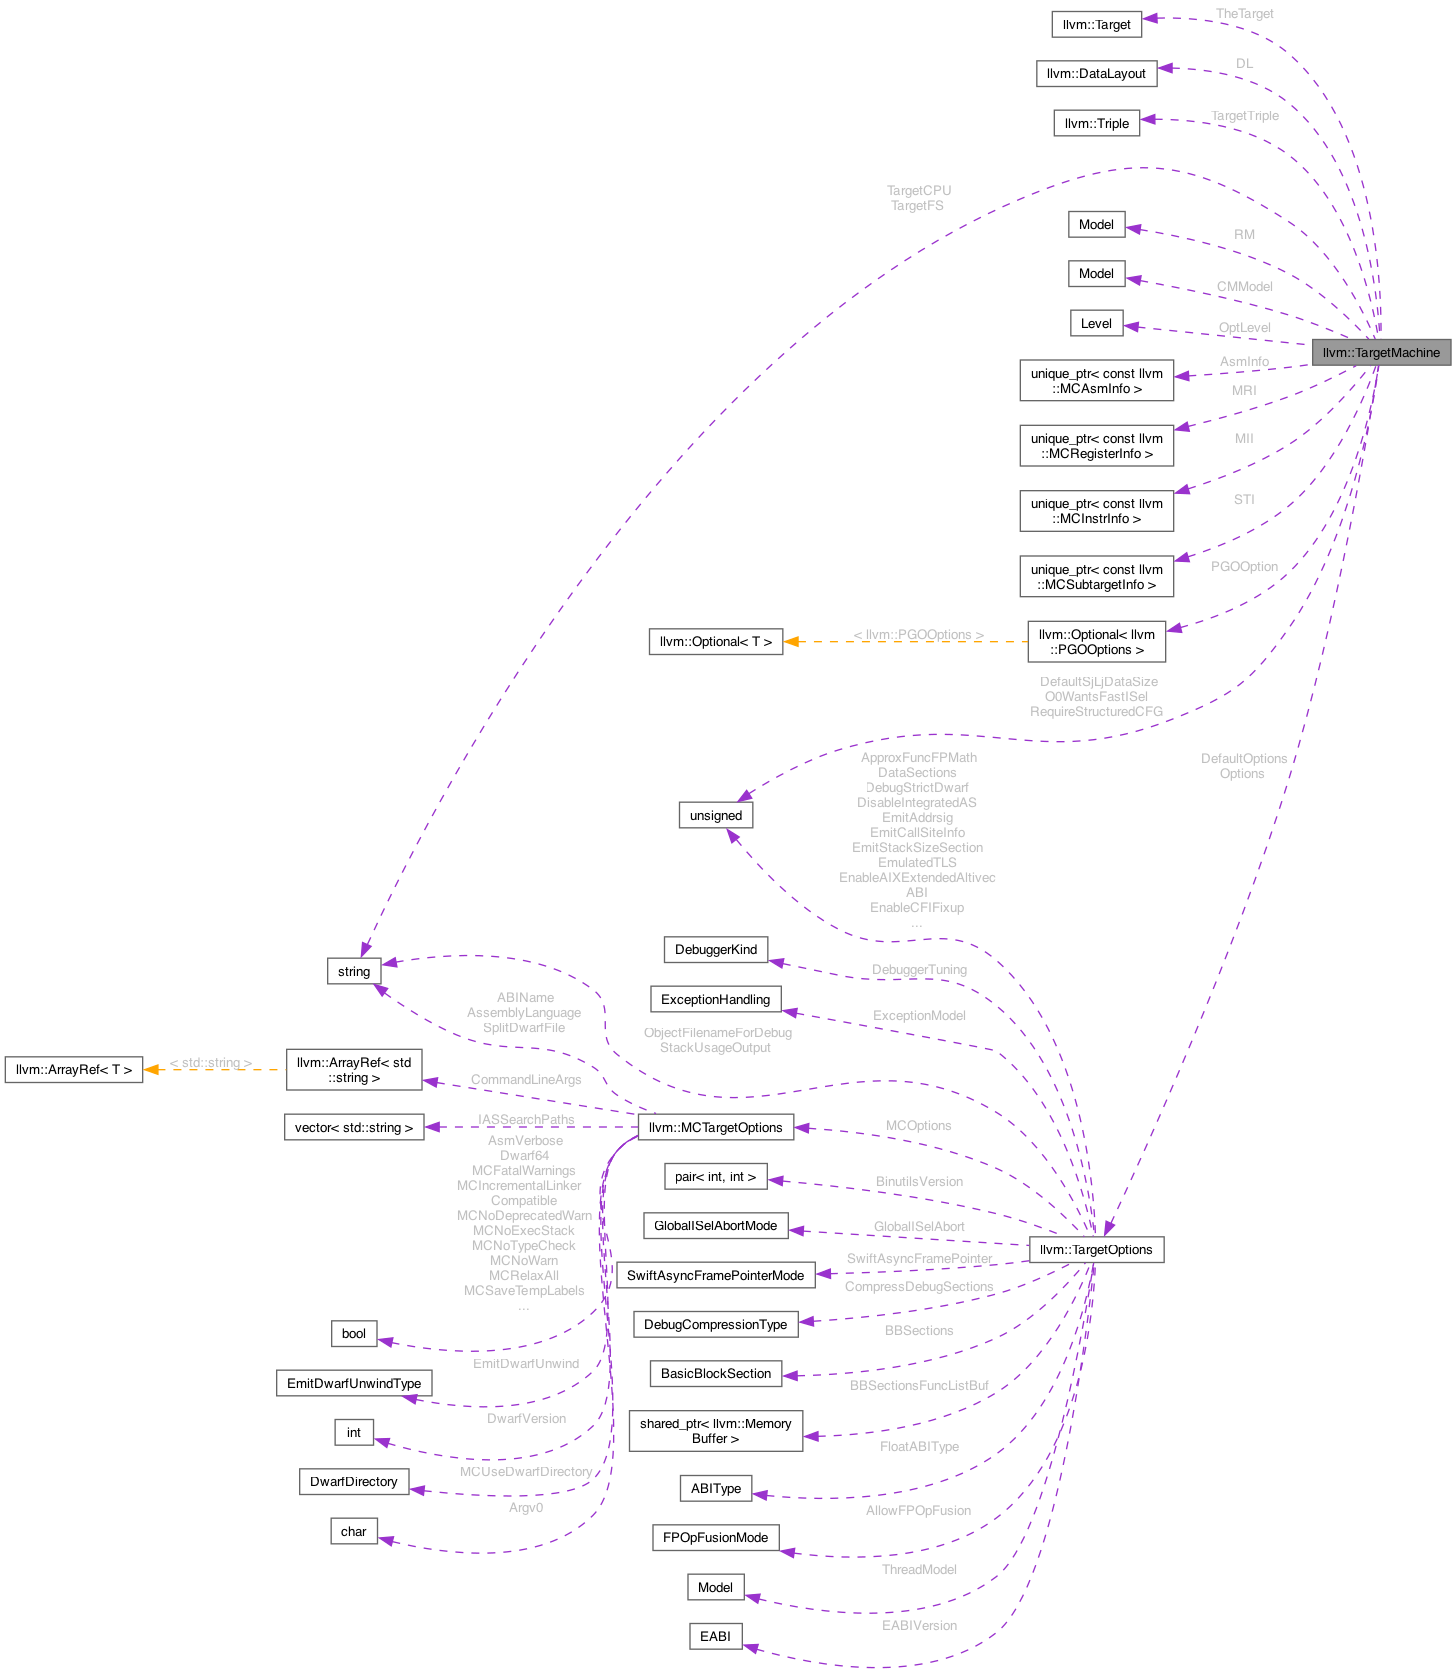 TheTarget
llvm::Target
DL
llvm::DataLayout
TargetTriple
llvm::Triple
TargetCPU
TargetFS
Model
RM
Model
CMModel
Level
OptLevel
llvm::TargetMachine
AsmInfo
unique_ptr< const llvm
::MCAsmInfo >
MRI
unique_ptr< const llvm
::MCRegisterInfo >
MII
unique_ptr< const llvm
::MCInstrInfo >
STI
unique_ptr< const llvm
::MCSubtargetInfo >
PGOOption
llvm::Optional< T >
< llvm::PGOOptions >
llvm::Optional< llvm
::PGOOptions >
DefaultSjLjDataSize
O0WantsFastISel
RequireStructuredCFG
DefaultOptions
Options
unsigned
ApproxFuncFPMath
DataSections
DebugStrictDwarf
DisableIntegratedAS
EmitAddrsig
EmitCallSiteInfo
EmitStackSizeSection
EmulatedTLS
EnableAIXExtendedAltivec
ABI
EnableCFIFixup
...
DebuggerKind
DebuggerTuning
string
ExceptionHandling
ExceptionModel
ABIName
AssemblyLanguage
SplitDwarfFile
ObjectFilenameForDebug
StackUsageOutput
llvm::ArrayRef< T >
< std::string >
llvm::ArrayRef< std
::string >
CommandLineArgs
vector< std::string >
IASSearchPaths
llvm::MCTargetOptions
MCOptions
AsmVerbose
Dwarf64
MCFatalWarnings
MCIncrementalLinker
Compatible
MCNoDeprecatedWarn
MCNoExecStack
MCNoTypeCheck
MCNoWarn
MCRelaxAll
MCSaveTempLabels
...
pair< int, int >
BinutilsVersion
GlobalISelAbortMode
GlobalISelAbort
llvm::TargetOptions
SwiftAsyncFramePointerMode
SwiftAsyncFramePointer
CompressDebugSections
DebugCompressionType
bool
BBSections
BasicBlockSection
EmitDwarfUnwind
EmitDwarfUnwindType
BBSectionsFuncListBuf
shared_ptr< llvm::Memory
Buffer >
int
DwarfVersion
FloatABIType
ABIType
DwarfDirectory
MCUseDwarfDirectory
char
Argv0
AllowFPOpFusion
FPOpFusionMode
ThreadModel
Model
EABIVersion
EABI